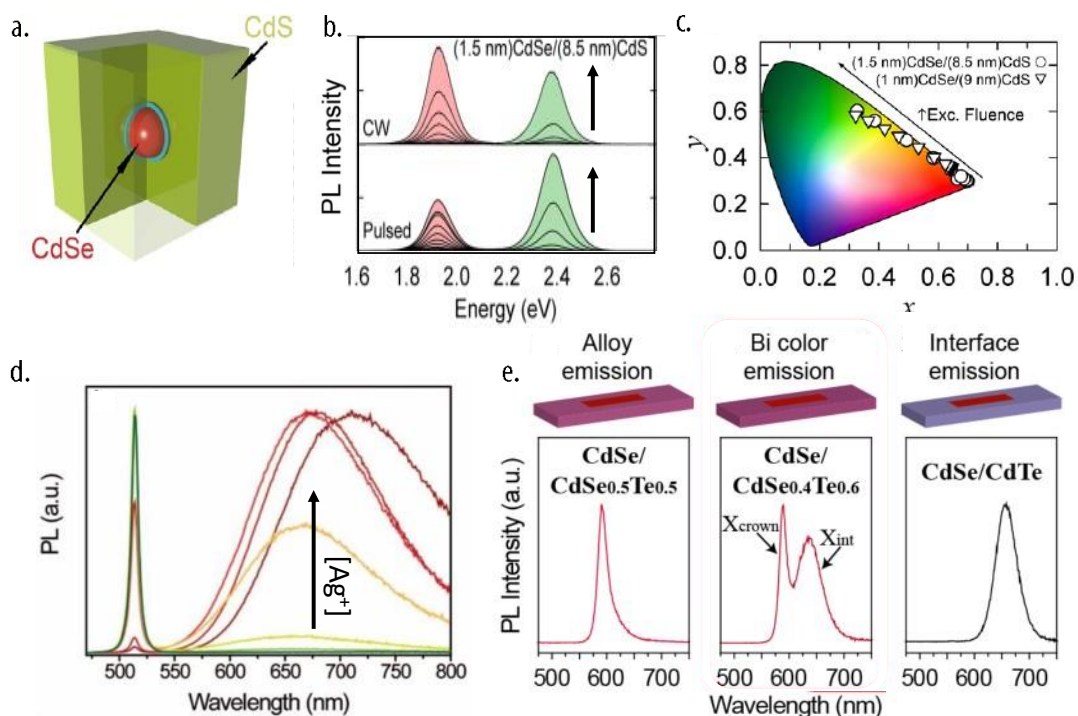 a.
CdS
CdSe
b.
(1.5 nm)CdSe/(8.5 nm)CdS
CW
Pulsed
PL Intensity
1.6 1.8 2.0 2.2 2.4 2.6
Energy (eV)
c.
(1.5 nm)CdSe/(8.5 nm)CdS
(1 nm)CdSe/(9 nm)CdS
↑Exc. Fluence
y
0.8
0.6
0.4
0.2
0.0
0.0 0.2 0.4 0.6 0.8 1.0
x
d.
PL (a.u.)
[Ag⁺]
500 550 600 650 700 750 800
Wavelength (nm)
e.
Alloy
emission
Bi color
emission
Interface
emission
PL Intensity (a.u.)
CdSe/
CdSe0.5Te0.5
CdSe/
CdSe0.4Te0.6
Xcrown
Xint
CdSe/CdTe
500 600 700
500 600 700
500 600 700
Wavelength (nm)